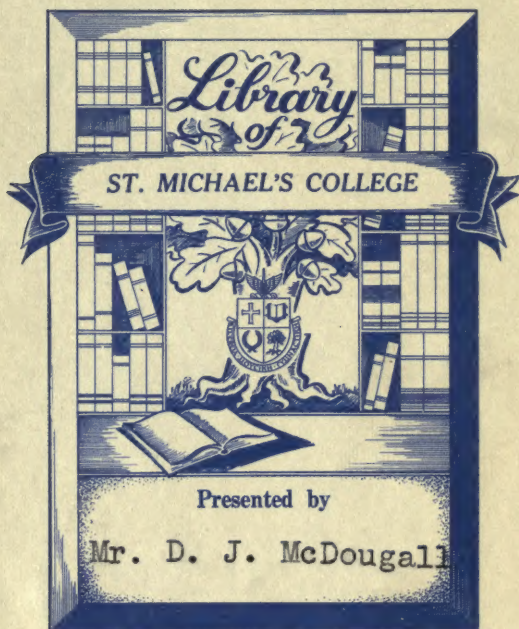 Library
of
ST. MICHAEL'S COLLEGE
Presented by
Mr. D. J. McDougall